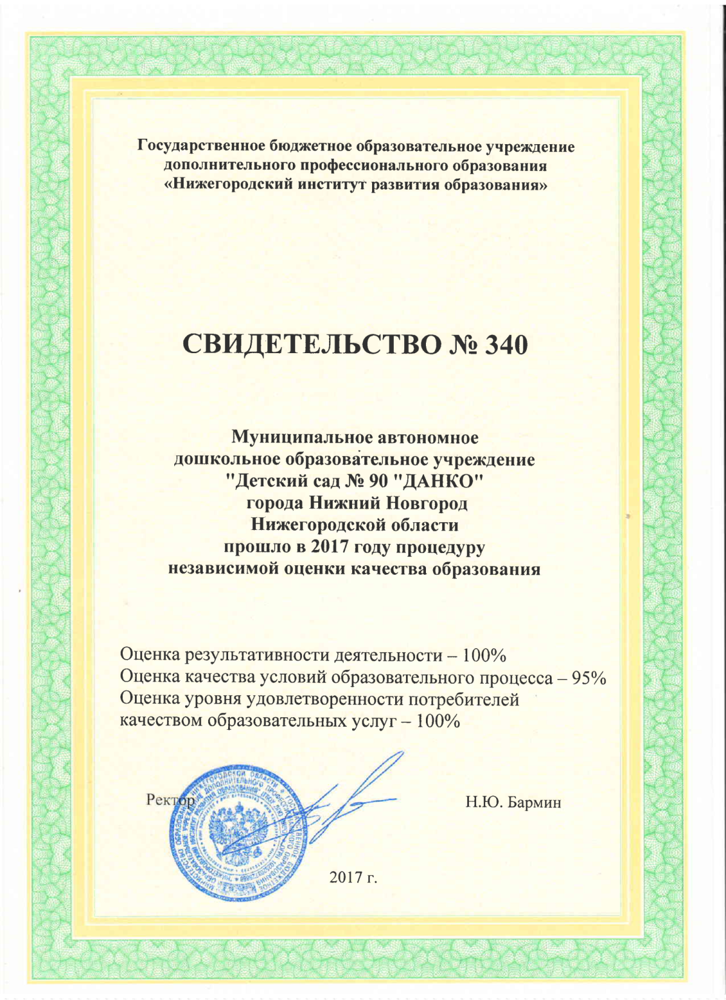 Государственное бюджетное образовательное учреждение
дополнительного профессионального образования
«Нижегородский институт развития образования»
СВИДЕТЕЛЬСТВО № 340
Муниципальное автономное
дошкольное образовательное учреждение
"Детский сад № 90 "ДАНКО"
города Нижний Новгород
Нижегородской области
прошло в 2017 году процедуру
независимой оценки качества образования
Оценка результативности деятельности – 100%
Оценка качества условий образовательного процесса – 95%
Оценка уровня удовлетворенности потребителей
качеством образовательных услуг – 100%
Ректор
Н.Ю. Бармин
2017 г.